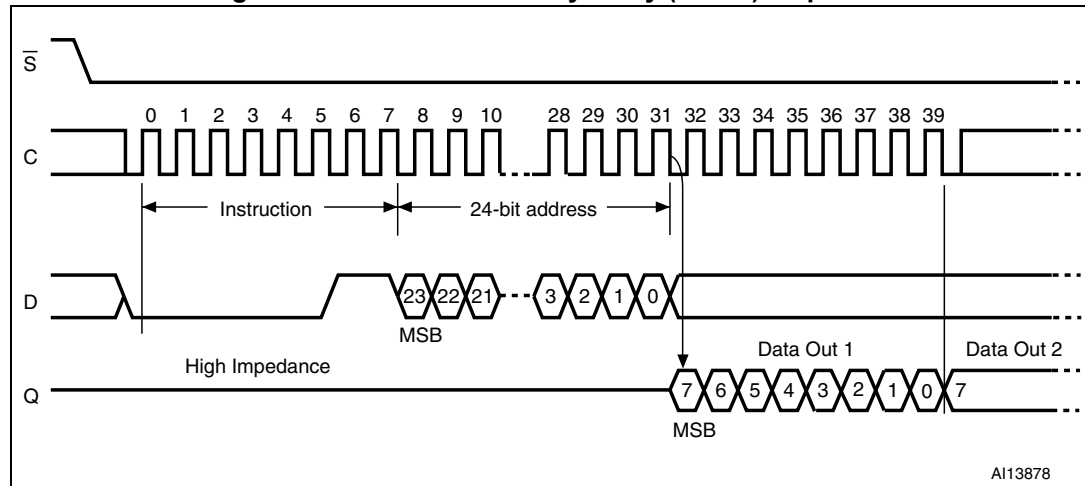 S
0 1 2 3 4 5 6 7 8 9 10 28 29 30 31 32 33 34 35 36 37 38 39
C
Instruction 24-bit address
D
23 22 21 3 2 1 0
MSB
Data Out 1 Data Out 2
High Impedance
Q
7 6 5 4 3 2 1 0 7
MSB
AI13878